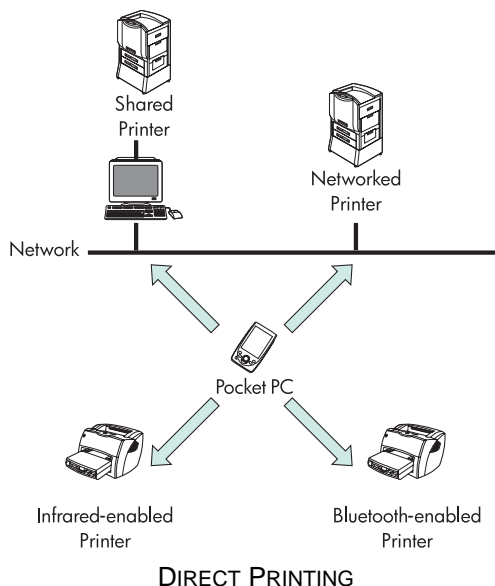 Shared
Printer
Networked
Printer
Network
Pocket PC
Infrared-enabled
Printer
Bluetooth-enabled
Printer
DIRECT PRINTING